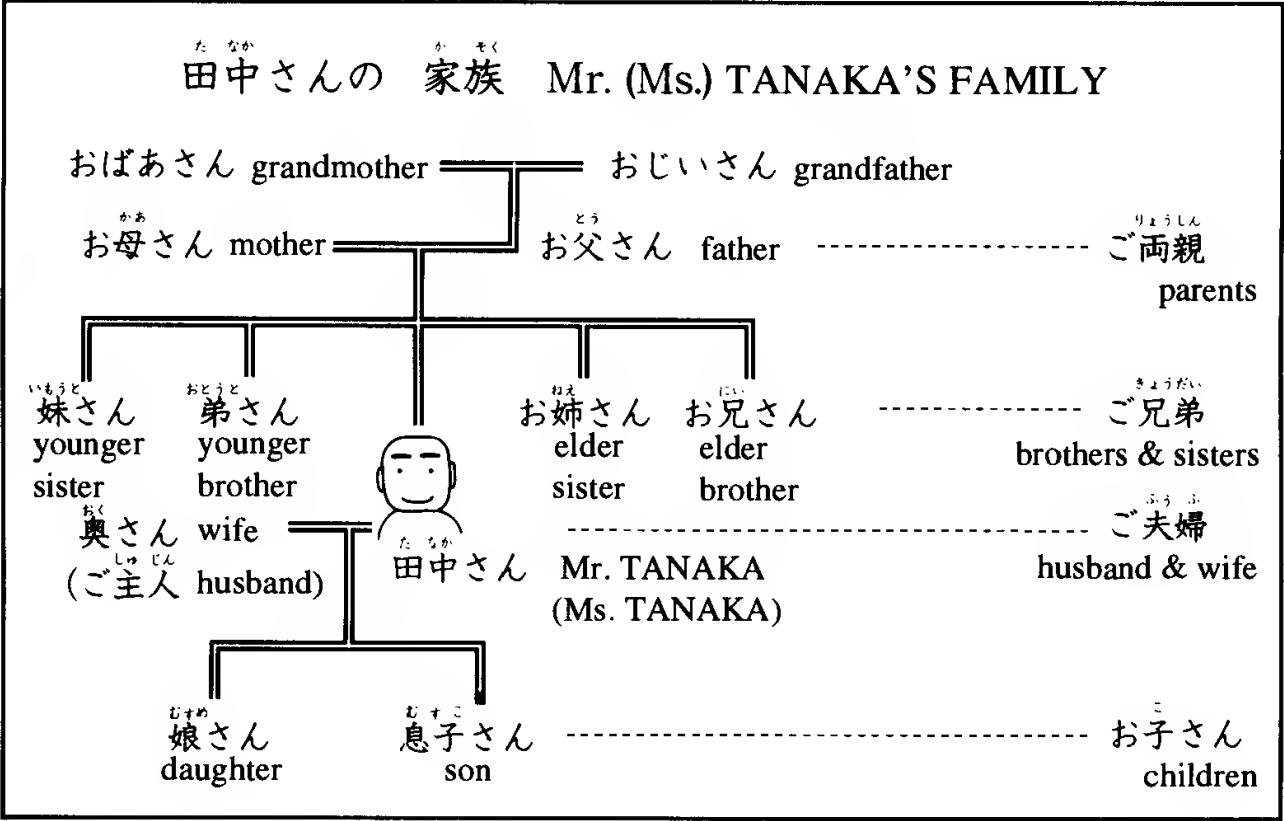 た なか か ぞく
田中さんの 家族 Mr. (Ms.) TANAKA'S FAMILY
おばあさん grandmother おじいさん grandfather
かあ とう りょうしん
お母さん mother お父さん father ご両親
parents
いもうと おとうと ねえ にい きょうだい
妹さん 弟さん お姉さん お兄さん ご兄弟
younger younger elder elder brothers & sisters
sister brother sister brother
おく ふう ふ
奥さん wife ご夫婦
しゅ じん た なか
(ご主人 husband) 田中さん Mr. TANAKA husband & wife
(Ms. TANAKA)
むすめ む す こ こ
娘さん 息子さん お子さん
daughter son children